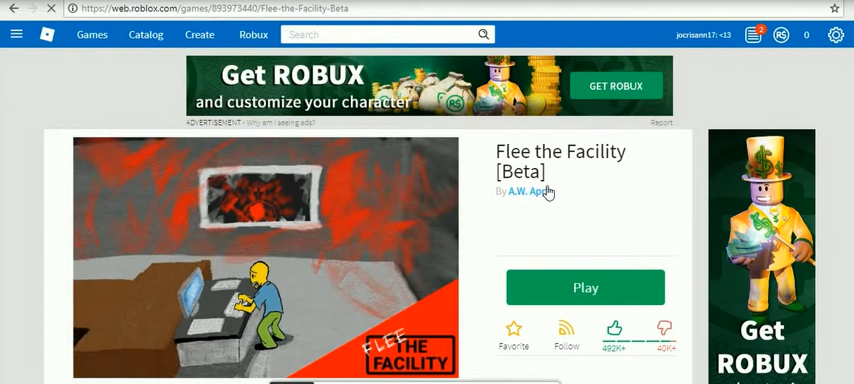 https://web.roblox.com/games/893973440/Flee-the-Facility-Beta
Games
Catalog
Create
Robux
Search
jocrisann17: <13
2
R$
0
Get ROBUX
and customize your character
GET ROBUX
ADVERTISEMENT - Why am I seeing ads?
Report
Flee the Facility
[Beta]
By A.W. App
Play
Favorite
Follow
492K+
40K+
FLEE
THE
FACILITY
Get
ROBUX